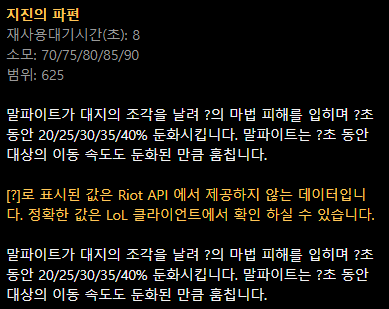 지진의 파편
재사용대기시간(초): 8
소모: 70/75/80/85/90
범위: 625
말파이트가 대지의 조각을 날려 ?의 마법 피해를 입히며 ?초
동안 20/25/30/35/40% 둔화시킵니다. 말파이트는 ?초 동안
대상의 이동 속도도 둔화된 만큼 훔칩니다.
[?]로 표시된 값은 Riot API 에서 제공하지 않는 데이터입니
다. 정확한 값은 LoL 클라이언트에서 확인 하실 수 있습니다.
말파이트가 대지의 조각을 날려 ?의 마법 피해를 입히며 ?초
동안 20/25/30/35/40% 둔화시킵니다. 말파이트는 ?초 동안
대상의 이동 속도도 둔화된 만큼 훔칩니다.